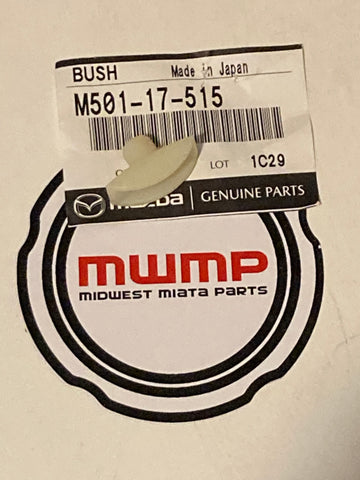 BUSH Made in Japan
M501-17-515
LOT 1C29
mazda GENUINE PARTS
MWMP
MIDWEST MIATA PARTS